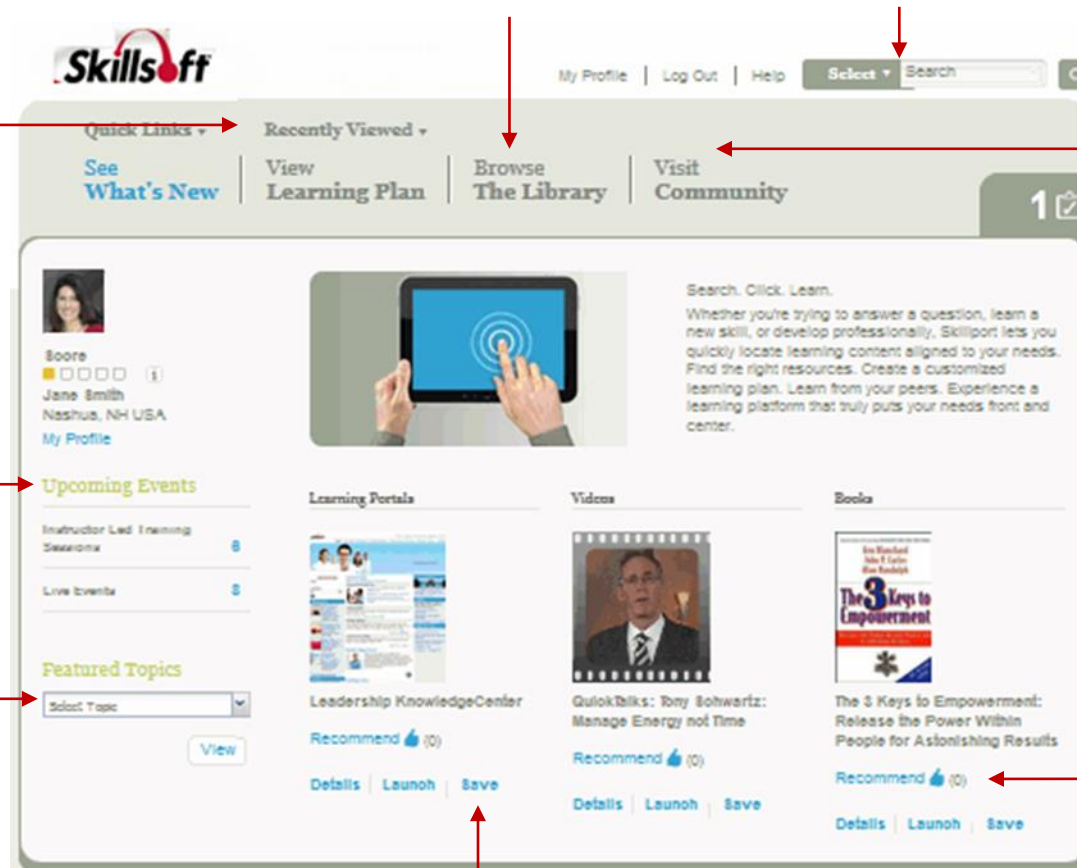 Skillsoft
My Profile | Log Out | Help
Select
Search
Quick Links
Recently Viewed
See
What's New
View
Learning Plan
Browse
The Library
Visit
Community
1
Score
Jane Smith
Nashua, NH USA
My Profile
Upcoming Events
Instructor Led Training
Sessions 6
Live Events 8
Featured Topics
Select Topic
View
Search. Click. Learn.
Whether you're trying to answer a question, learn a
new skill, or develop professionally, Skillport lets you
quickly locate learning content aligned to your needs.
Find the right resources. Create a customized
learning plan. Learn from your peers. Experience a
learning platform that truly puts your needs front and
center.
Learning Portals
Leadership KnowledgeCenter
Recommend (0)
Details | Launch | Save
Videos
QuickTalks: Tony Schwartz:
Manage Energy not Time
Recommend (0)
Details | Launch | Save
Books
Ken Blanchard
John P. Carlos
Alan Randolph
The 3 Keys to
Empowerment
The 3 Keys to Empowerment:
Release the Power Within
People for Astonishing Results
Recommend (0)
Details | Launch | Save